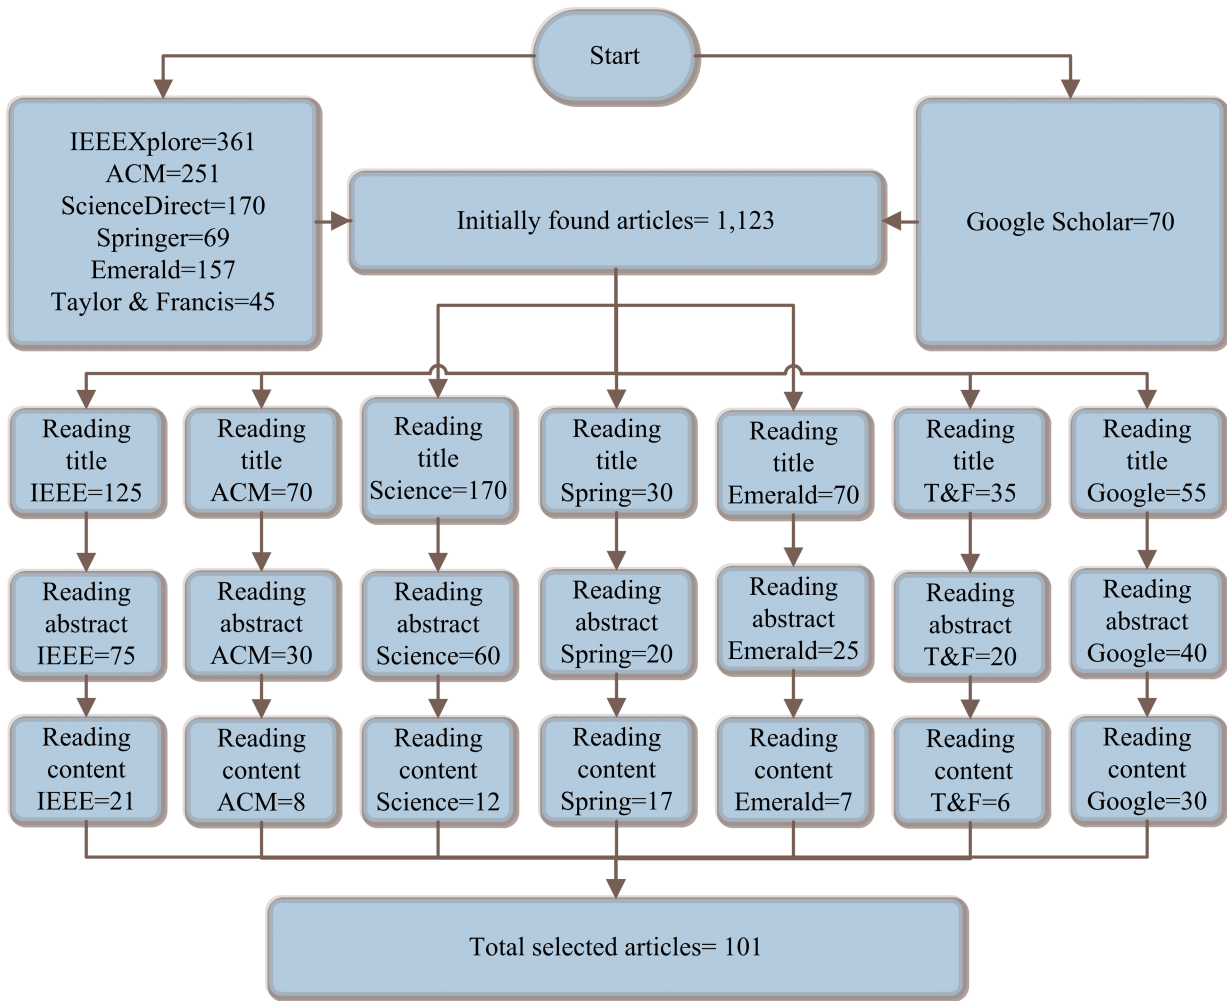 Start
IEEEXplore=361
ACM=251
ScienceDirect=170
Springer=69
Emerald=157
Taylor & Francis=45
Initially found articles= 1,123
Google Scholar=70
Reading
title
IEEE=125
Reading
title
ACM=70
Reading
title
Science=170
Reading
title
Spring=30
Reading
title
Emerald=70
Reading
title
T&F=35
Reading
title
Google=55
Reading
abstract
IEEE=75
Reading
abstract
ACM=30
Reading
abstract
Science=60
Reading
abstract
Spring=20
Reading
abstract
Emerald=25
Reading
abstract
T&F=20
Reading
abstract
Google=40
Reading
content
IEEE=21
Reading
content
ACM=8
Reading
content
Science=12
Reading
content
Spring=17
Reading
content
Emerald=7
Reading
content
T&F=6
Reading
content
Google=30
Total selected articles= 101